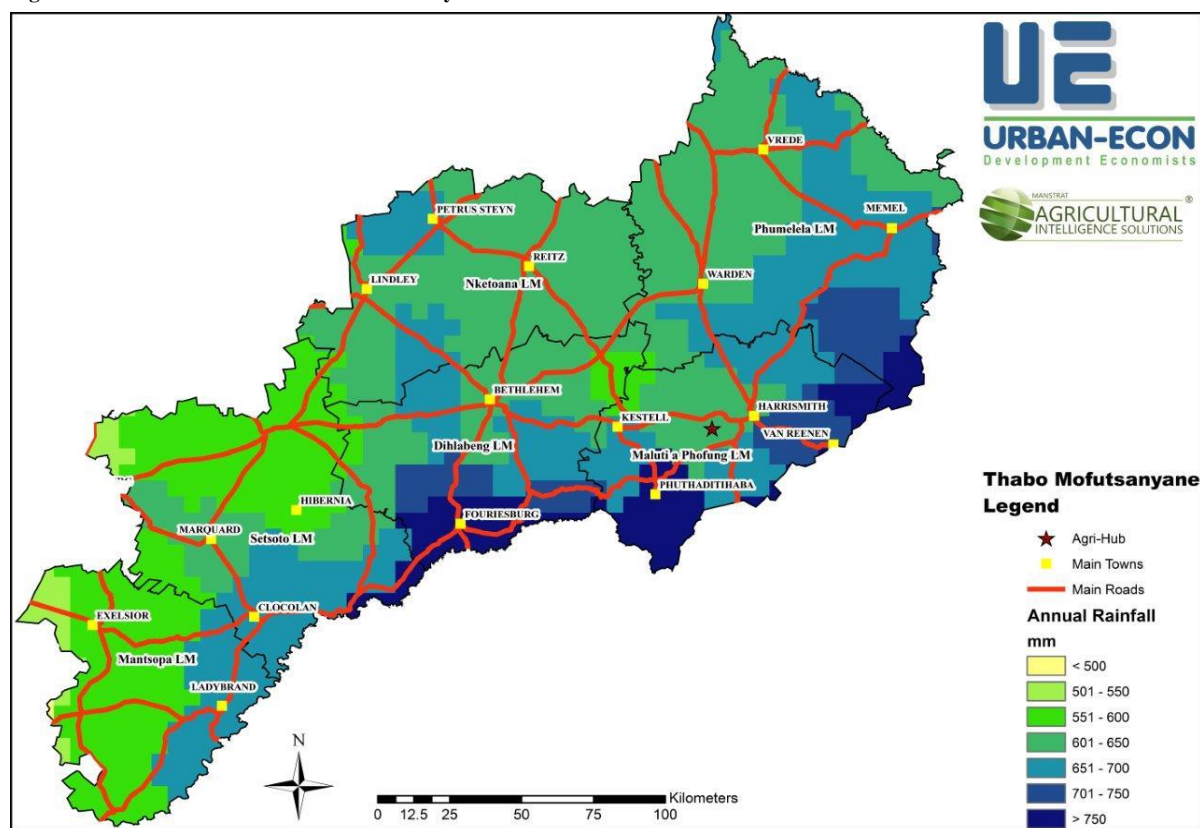 UE
URBAN-ECON
Development Economists
MANSTRAT
AGRICULTURAL ®
INTELLIGENCE SOLUTIONS
VREDE
MEMEL
PETRUS STEYN
Phumelela LM
REITZ
WARDEN
LINDLEY
Nketoana LM
BETHLEHEM
HARRISMITH
KESTELL
VAN REENEN
Dihlabeng LM
Maluti a Phofung LM
PHUTHADITIHABA
HIBERNIA
FOURIESBURG
MARQUARD
Setsoto LM
CLOCOLAN
EXELSIOR
Mantsopa LM
LADYBRAND
N
Kilometers
0 12.5 25 50 75 100
Thabo Mofutsanyane
Legend
Agri-Hub
Main Towns
Main Roads
Annual Rainfall
mm
< 500
501 - 550
551 - 600
601 - 650
651 - 700
701 - 750
> 750